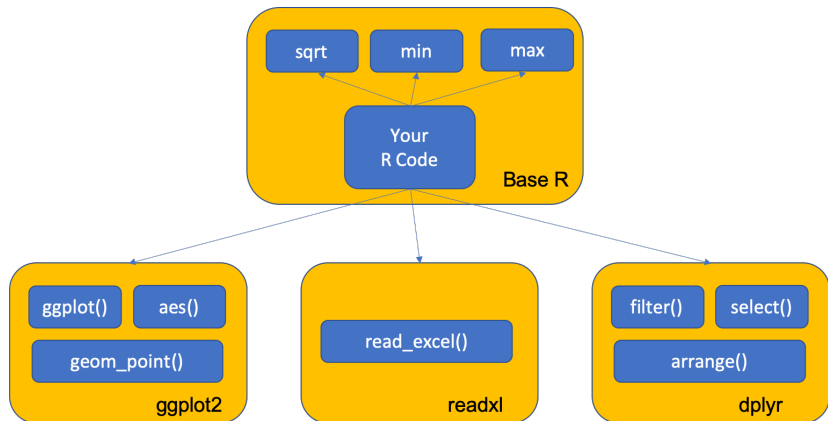 sqrt
min
max
Your
R Code
Base R
ggplot()
aes()
geom_point()
ggplot2
read_excel()
readxl
filter()
select()
arrange()
dplyr